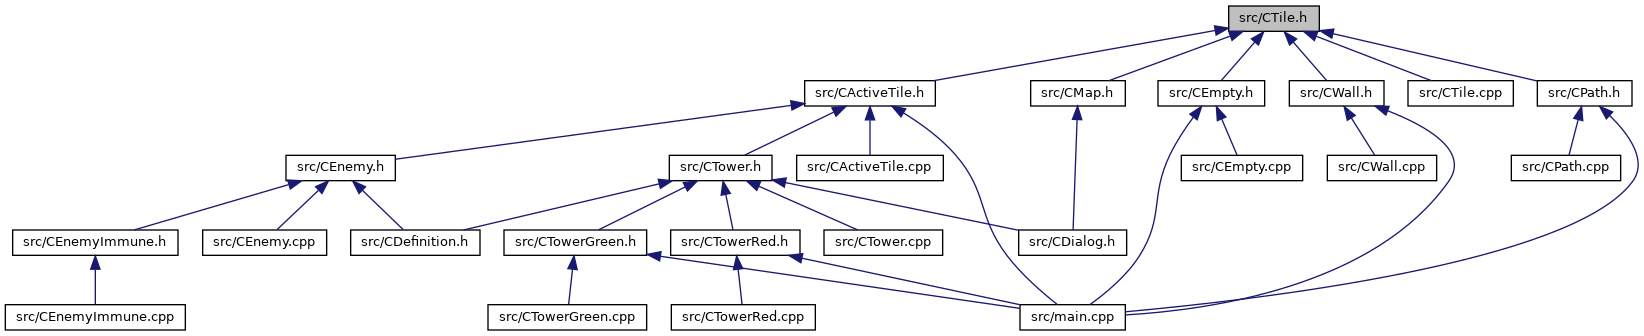 src/CTile.h
src/CActiveTile.h
src/CMap.h
src/CEmpty.h
src/CWall.h
src/CTile.cpp
src/CPath.h
src/CEnemy.h
src/CTower.h
src/CActiveTile.cpp
src/CEmpty.cpp
src/CWall.cpp
src/CPath.cpp
src/CEnemyImmune.h
src/CEnemy.cpp
src/CDefinition.h
src/CTowerGreen.h
src/CTowerRed.h
src/CTower.cpp
src/CDialog.h
src/CEnemyImmune.cpp
src/CTowerGreen.cpp
src/CTowerRed.cpp
src/main.cpp